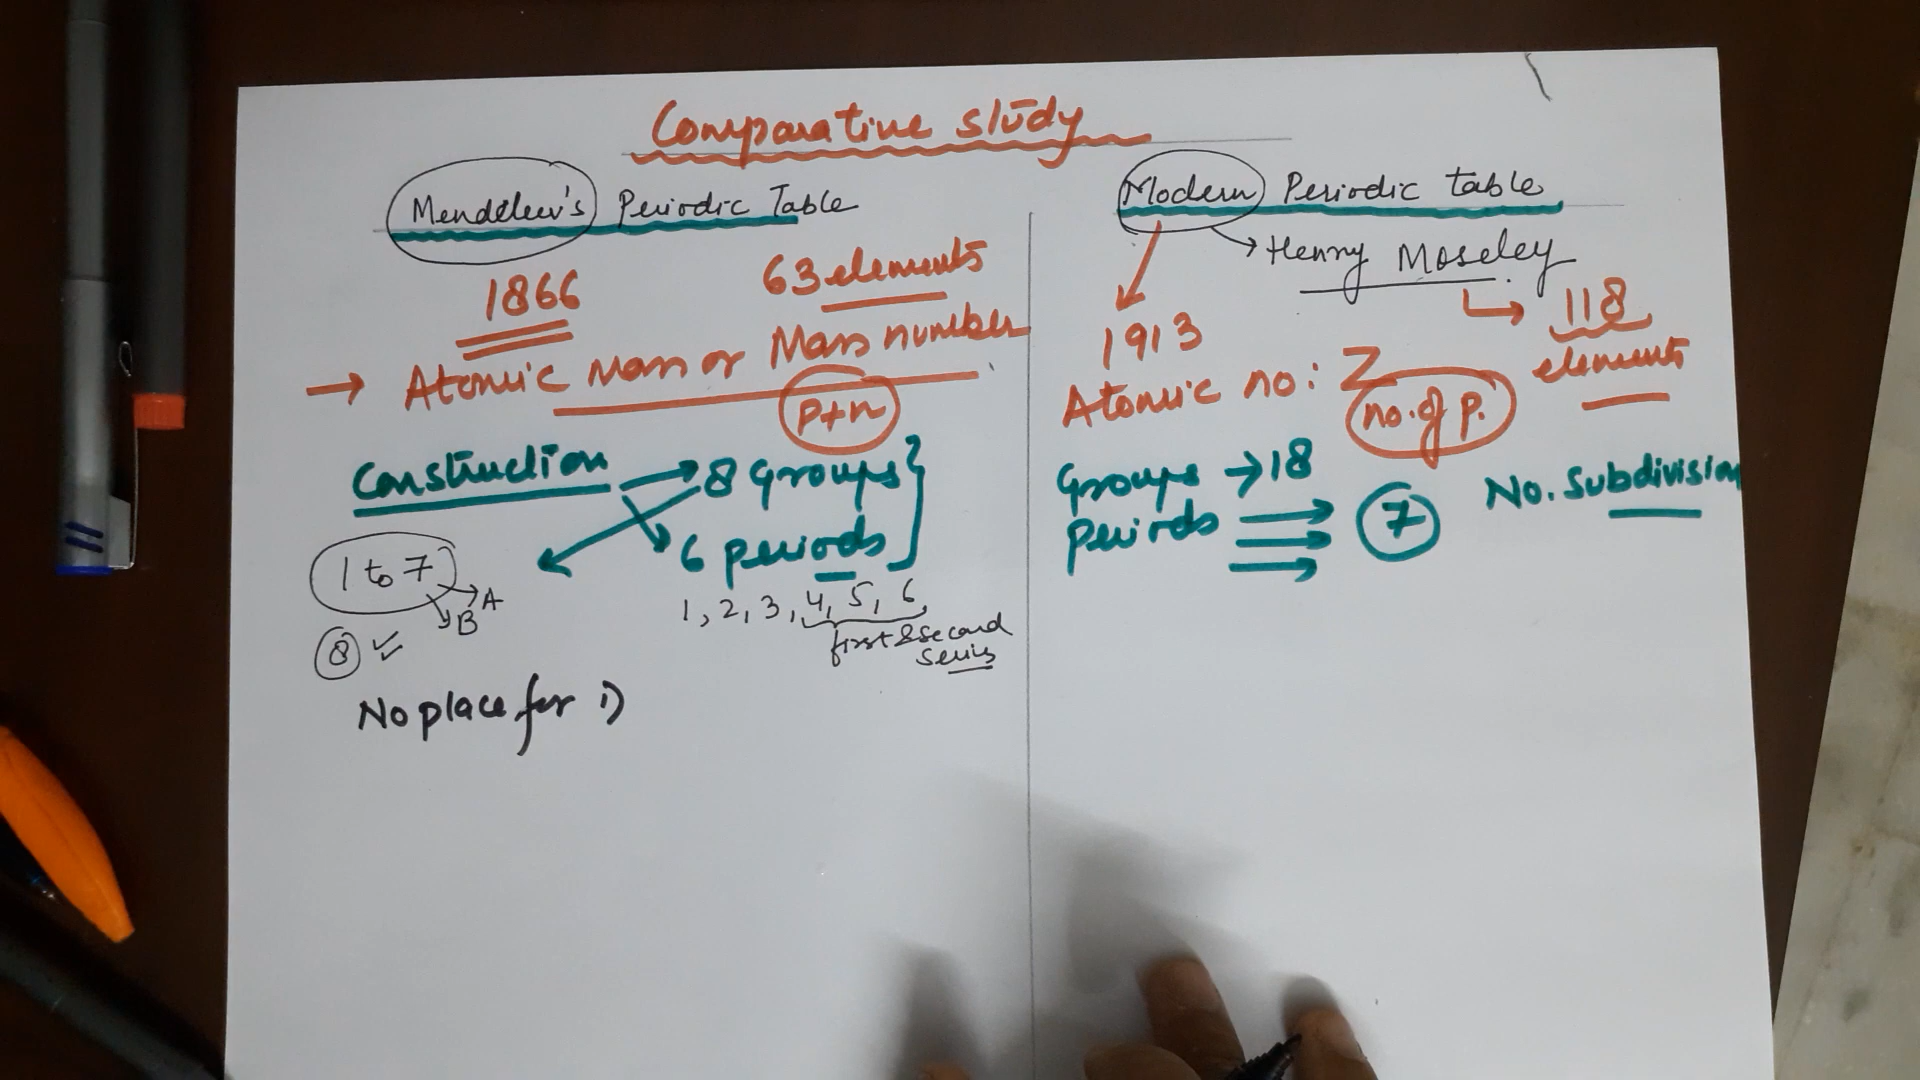 Comparative study
Mendeleev's Periodic Table
1866
63 elements
→ Atomic Mass or Mass number
p+n
Construction → 8 Groups
6 periods
1 to 7
A
B
8
1, 2, 3, 4, 5, 6
first & second
series
No place for 1)
Modern Periodic table
→ Henry Moseley
1913
118
elements
Atomic no: Z
no. of p.
Groups → 18
periods → 7
No. Subdivision